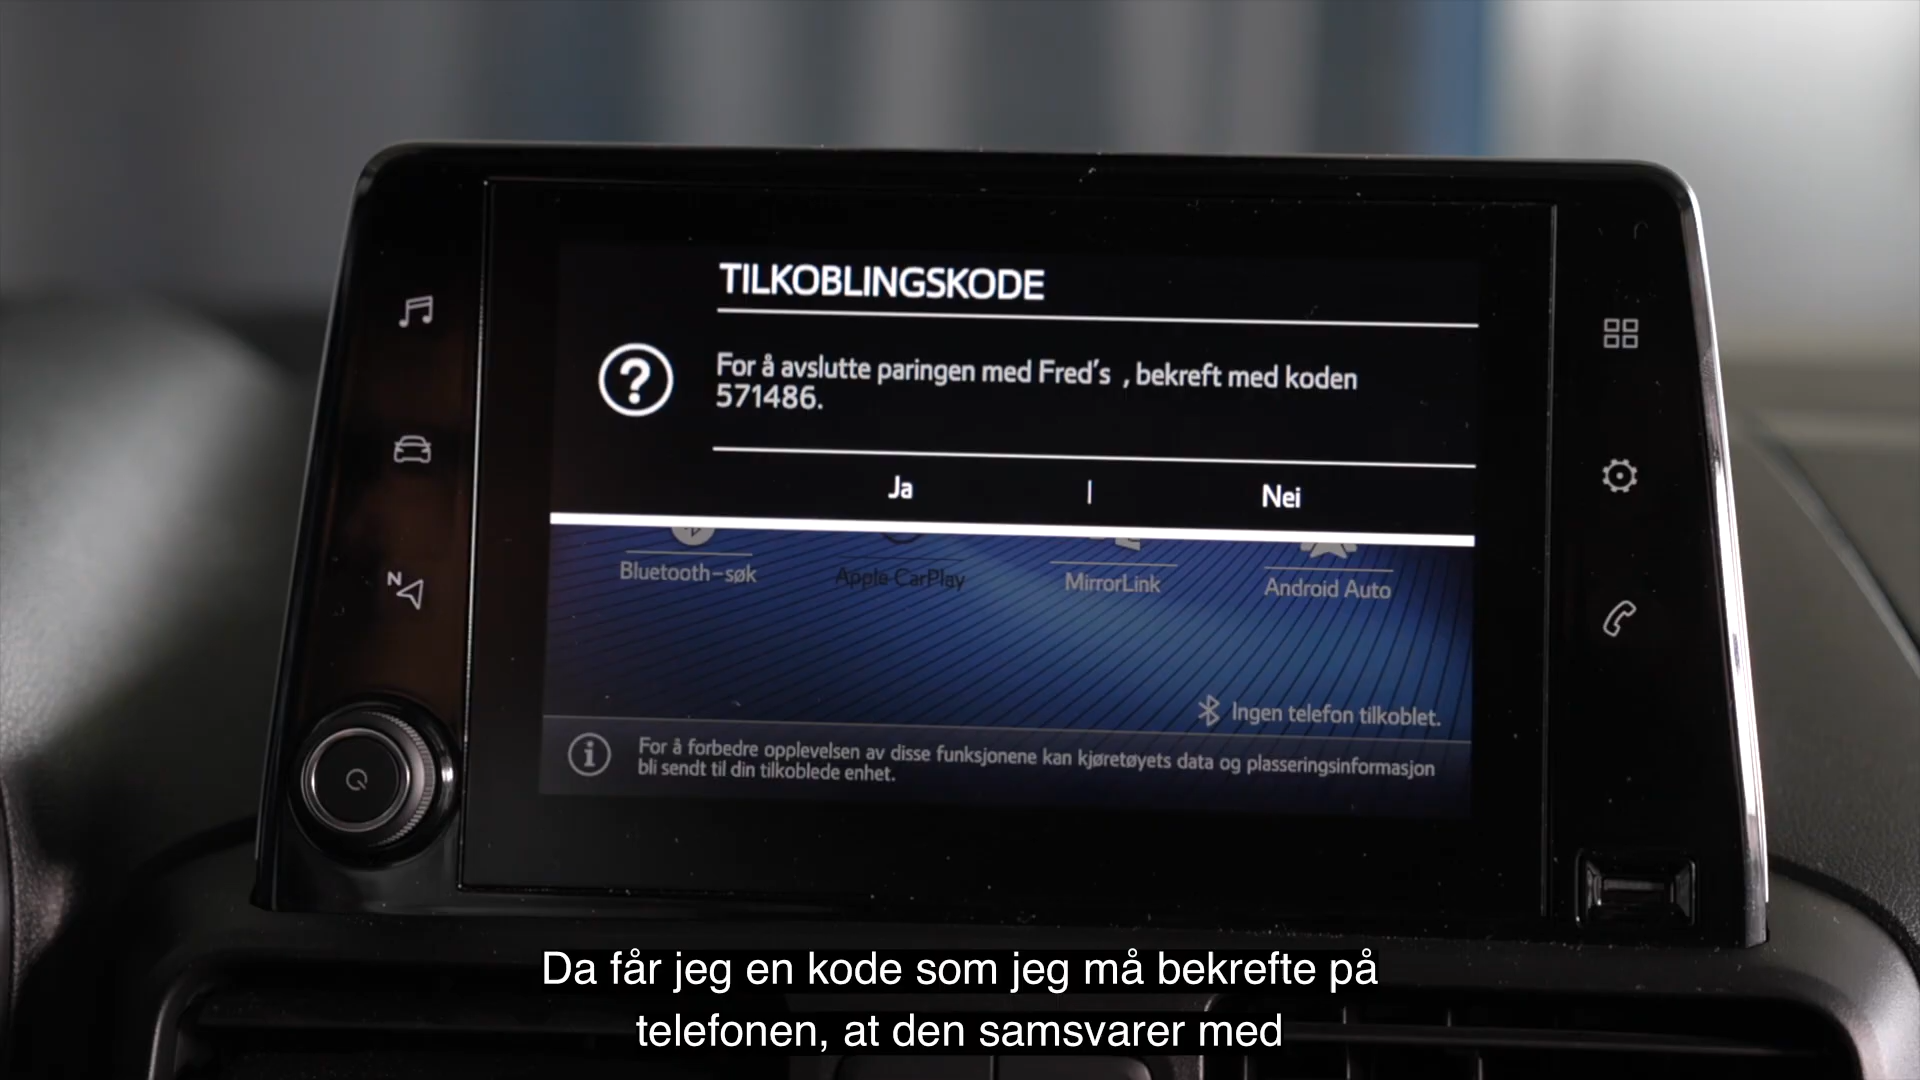 TILKOBLINGSKODE
For å avslutte paringen med Fred's , bekreft med koden
571486.
Ja | Nei
Bluetooth-søk
Apple CarPlay
MirrorLink
Android Auto
Ingen telefon tilkoblet.
For å forbedre opplevelsen av disse funksjonene kan kjøretøyets data og plasseringsinformasjon
bli sendt til din tilkoblede enhet.
N
Da får jeg en kode som jeg må bekrefte på
telefonen, at den samsvarer med